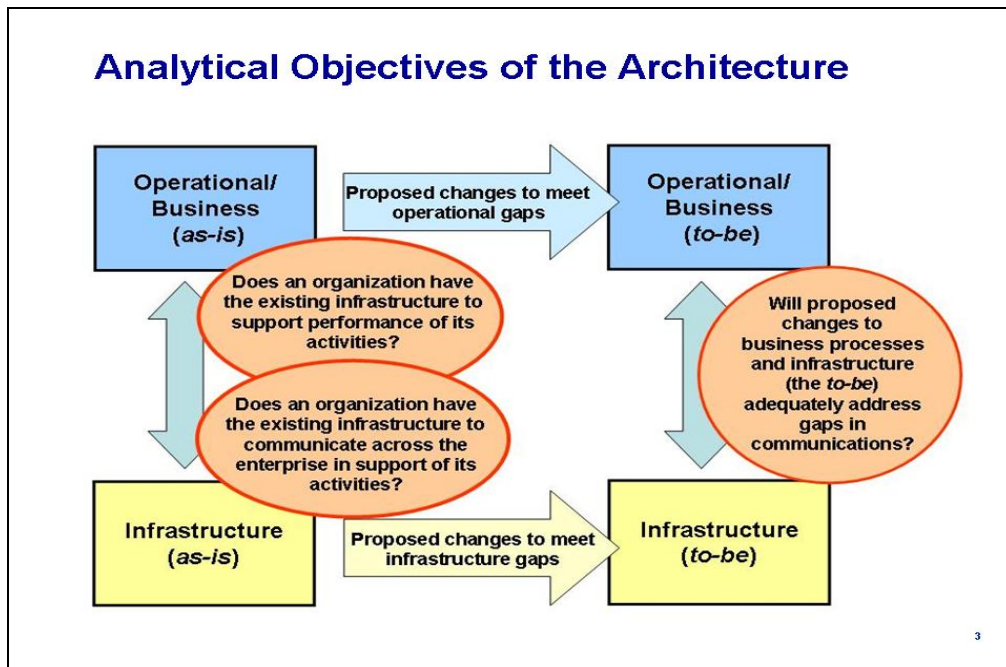 Analytical Objectives of the Architecture
Operational/
Business
(as-is)
Proposed changes to meet
operational gaps
Operational/
Business
(to-be)
Does an organization have
the existing infrastructure to
support performance of its
activities?
Does an organization have
the existing infrastructure to
communicate across the
enterprise in support of its
activities?
Will proposed
changes to
business processes
and infrastructure
(the to-be)
adequately address
gaps in
communications?
Infrastructure
(as-is)
Proposed changes to meet
infrastructure gaps
Infrastructure
(to-be)
3